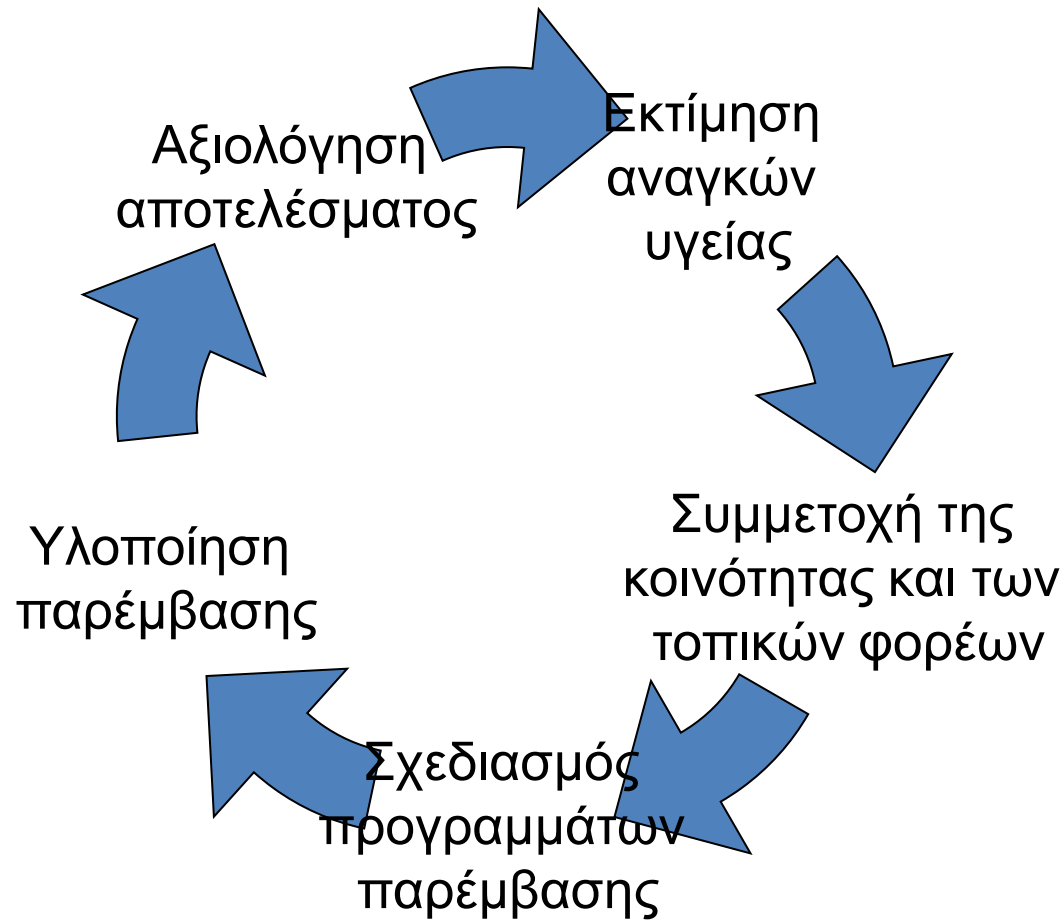 Αξιολόγηση
αποτελέσματος
Εκτίμηση
αναγκών
υγείας
Συμμετοχή της
κοινότητας και των
τοπικών φορέων
Σχεδιασμός
προγραμμάτων
παρέμβασης
Υλοποίηση
παρέμβασης